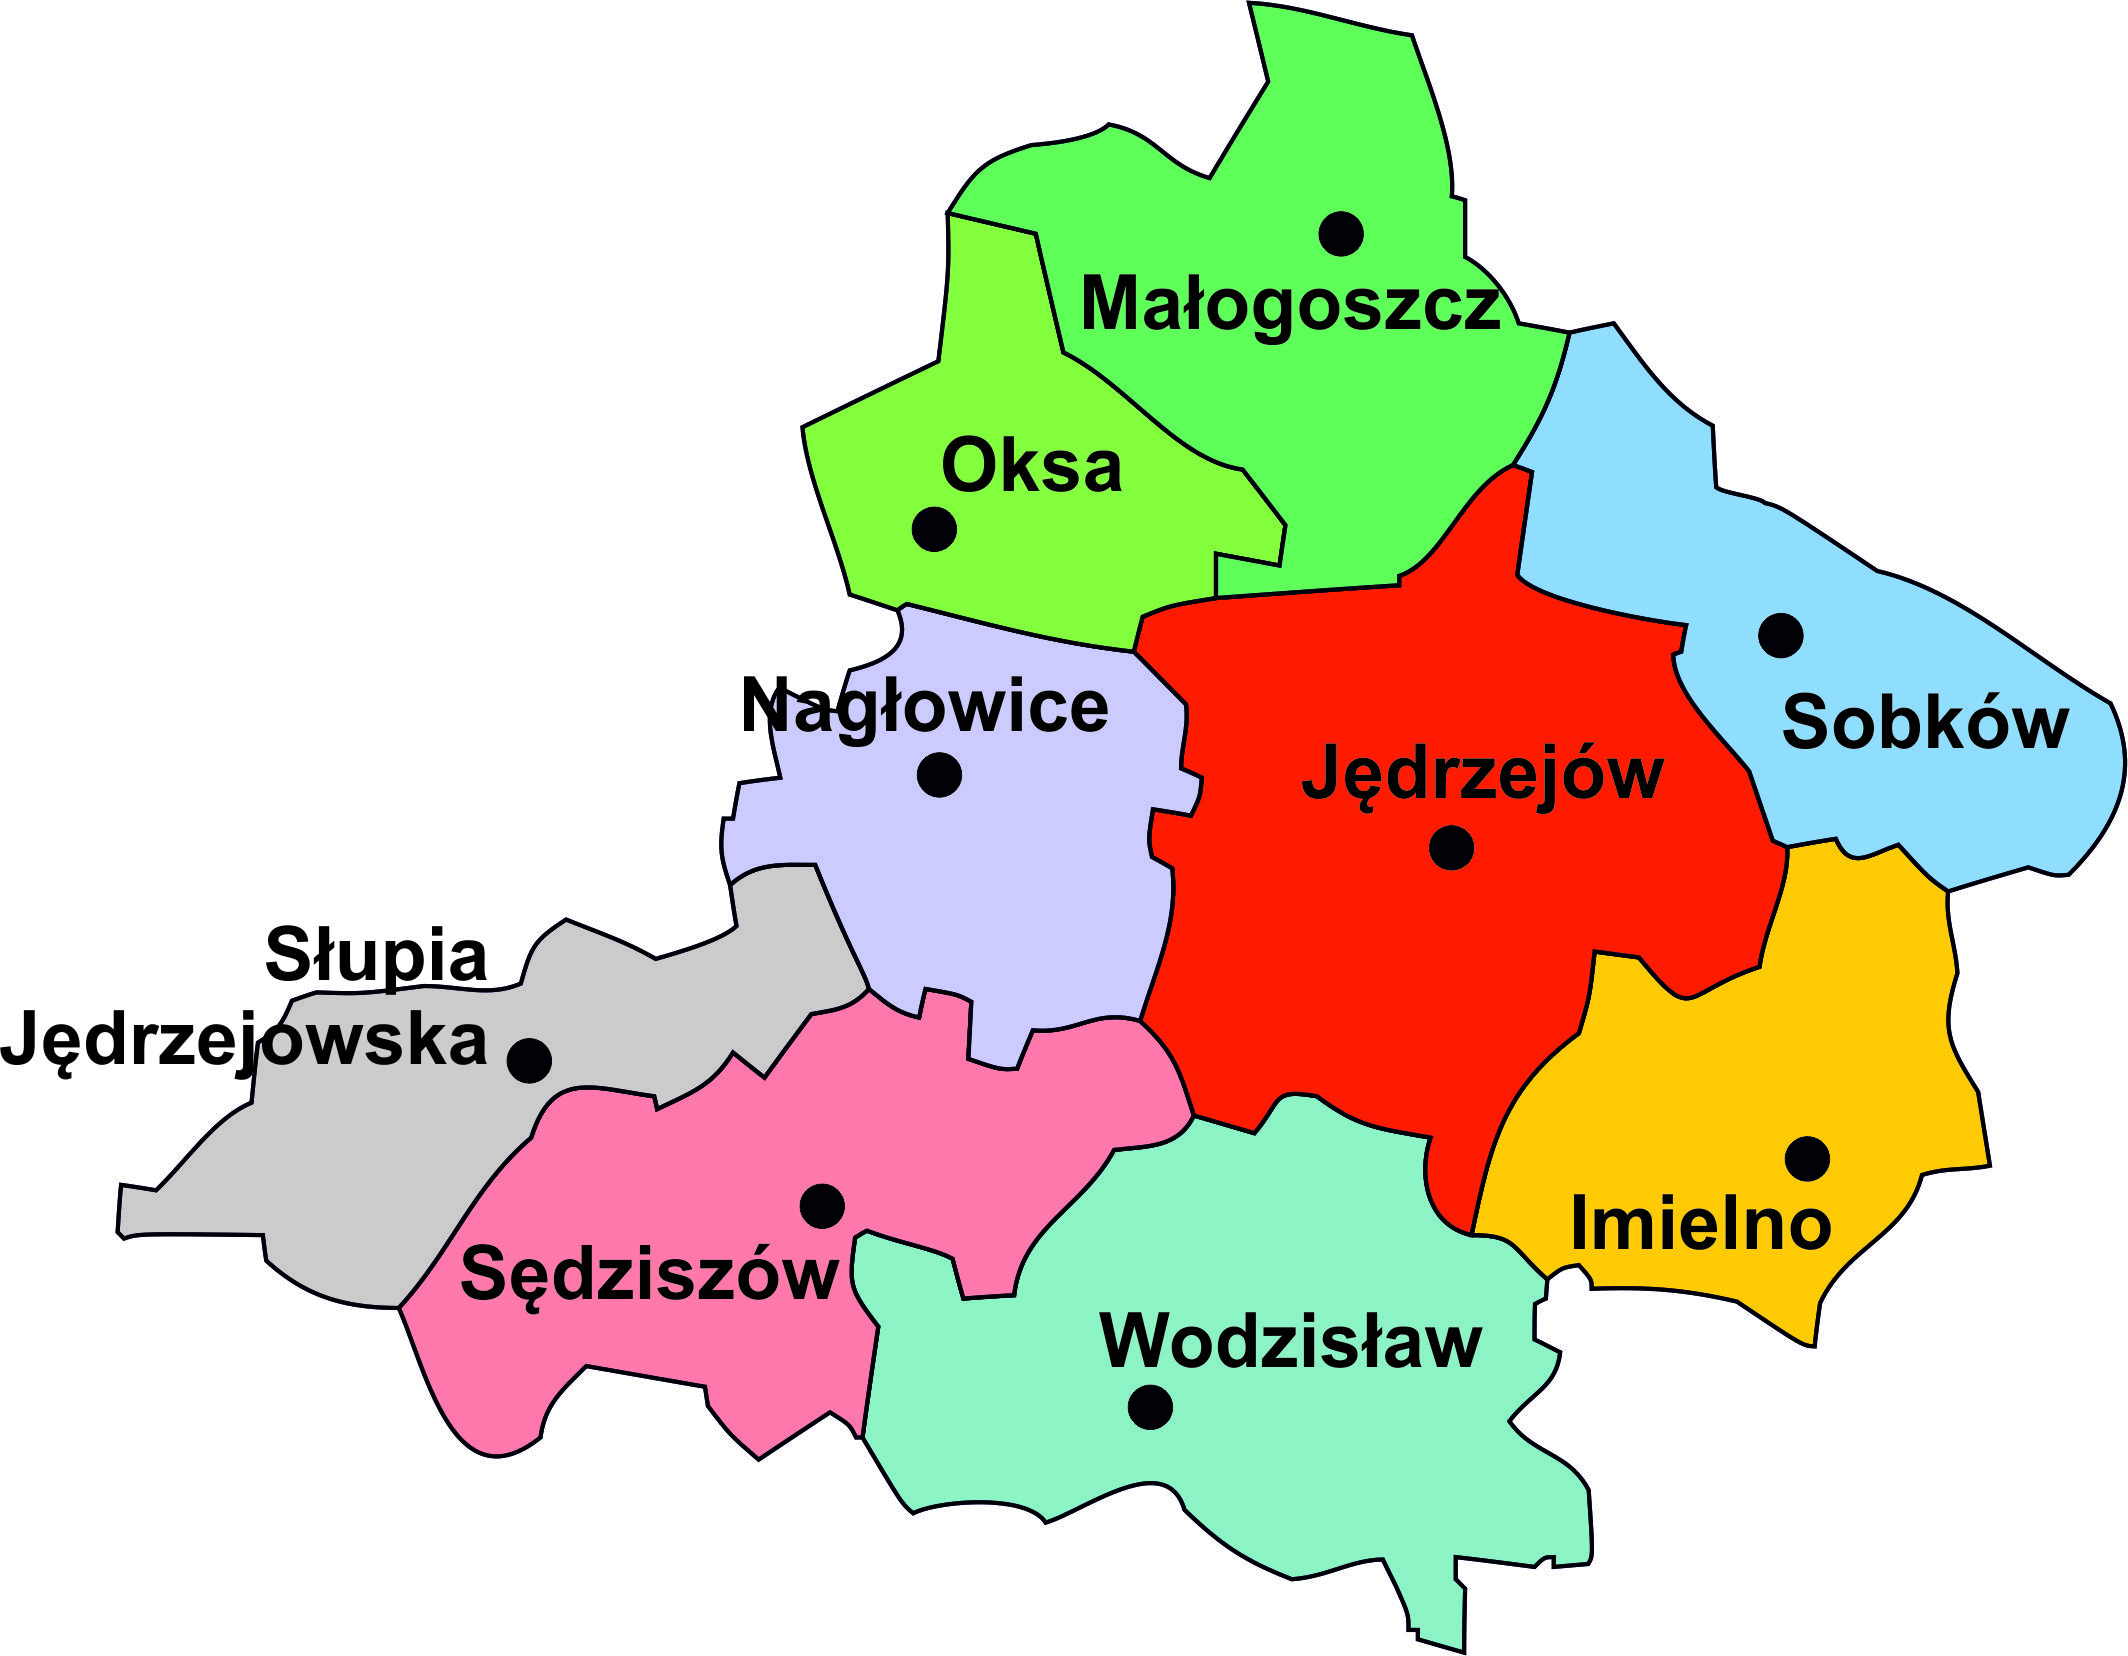 Małogoszcz
Oksa
Nagłowice
Sobków
Jędrzejów
Słupia
Jędrzejowska
Imielno
Sędziszów
Wodzisław